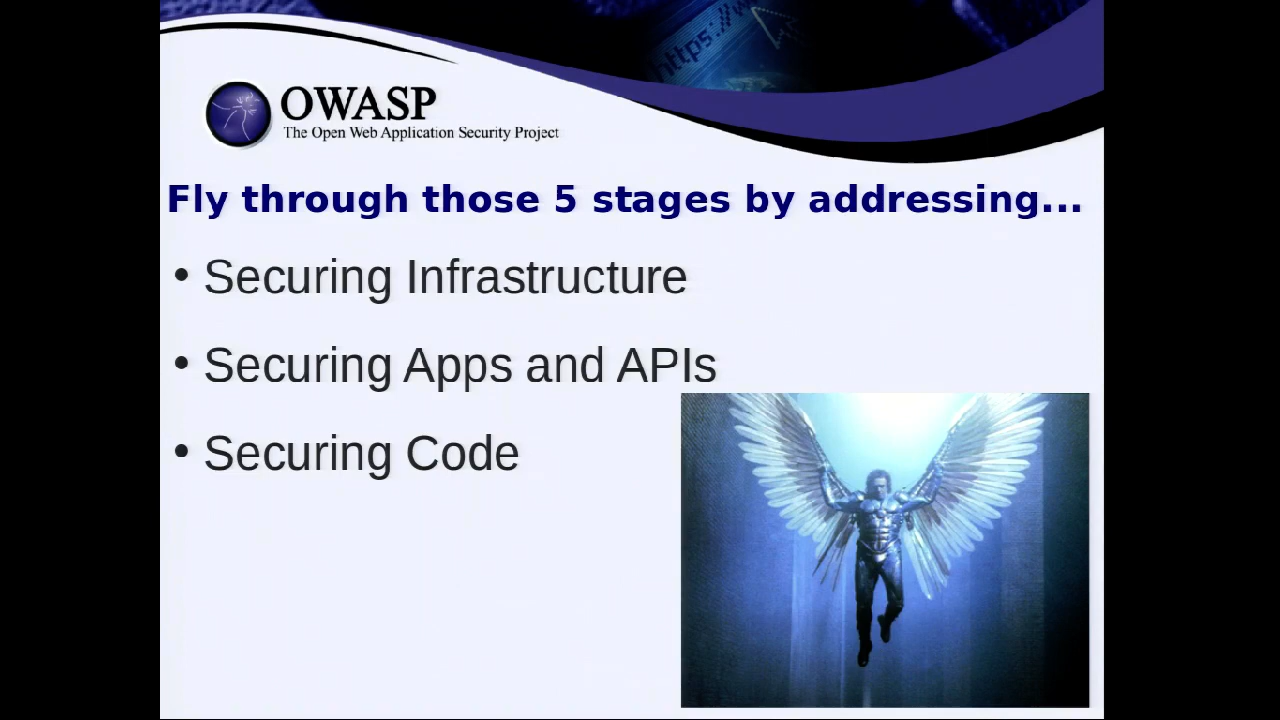 https://w
OWASP
The Open Web Application Security Project
Fly through those 5 stages by addressing...
• Securing Infrastructure
• Securing Apps and APIs
• Securing Code